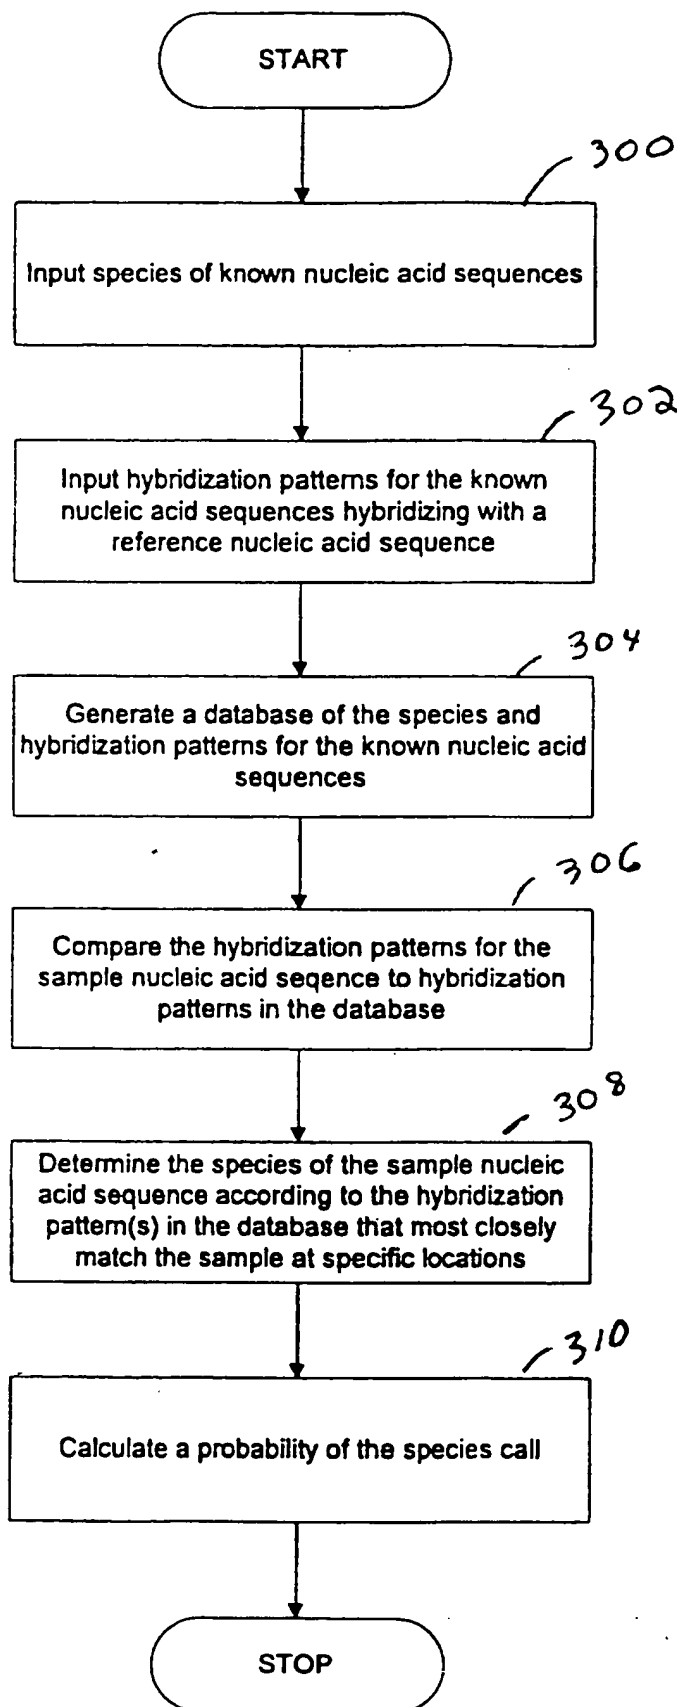 START
300
Input species of known nucleic acid sequences
302
Input hybridization patterns for the known
nucleic acid sequences hybridizing with a
reference nucleic acid sequence
304
Generate a database of the species and
hybridization patterns for the known nucleic acid
sequences
306
Compare the hybridization patterns for the
sample nucleic acid seqence to hybridization
patterns in the database
308
Determine the species of the sample nucleic
acid sequence according to the hybridization
pattern(s) in the database that most closely
match the sample at specific locations
310
Calculate a probability of the species call
STOP